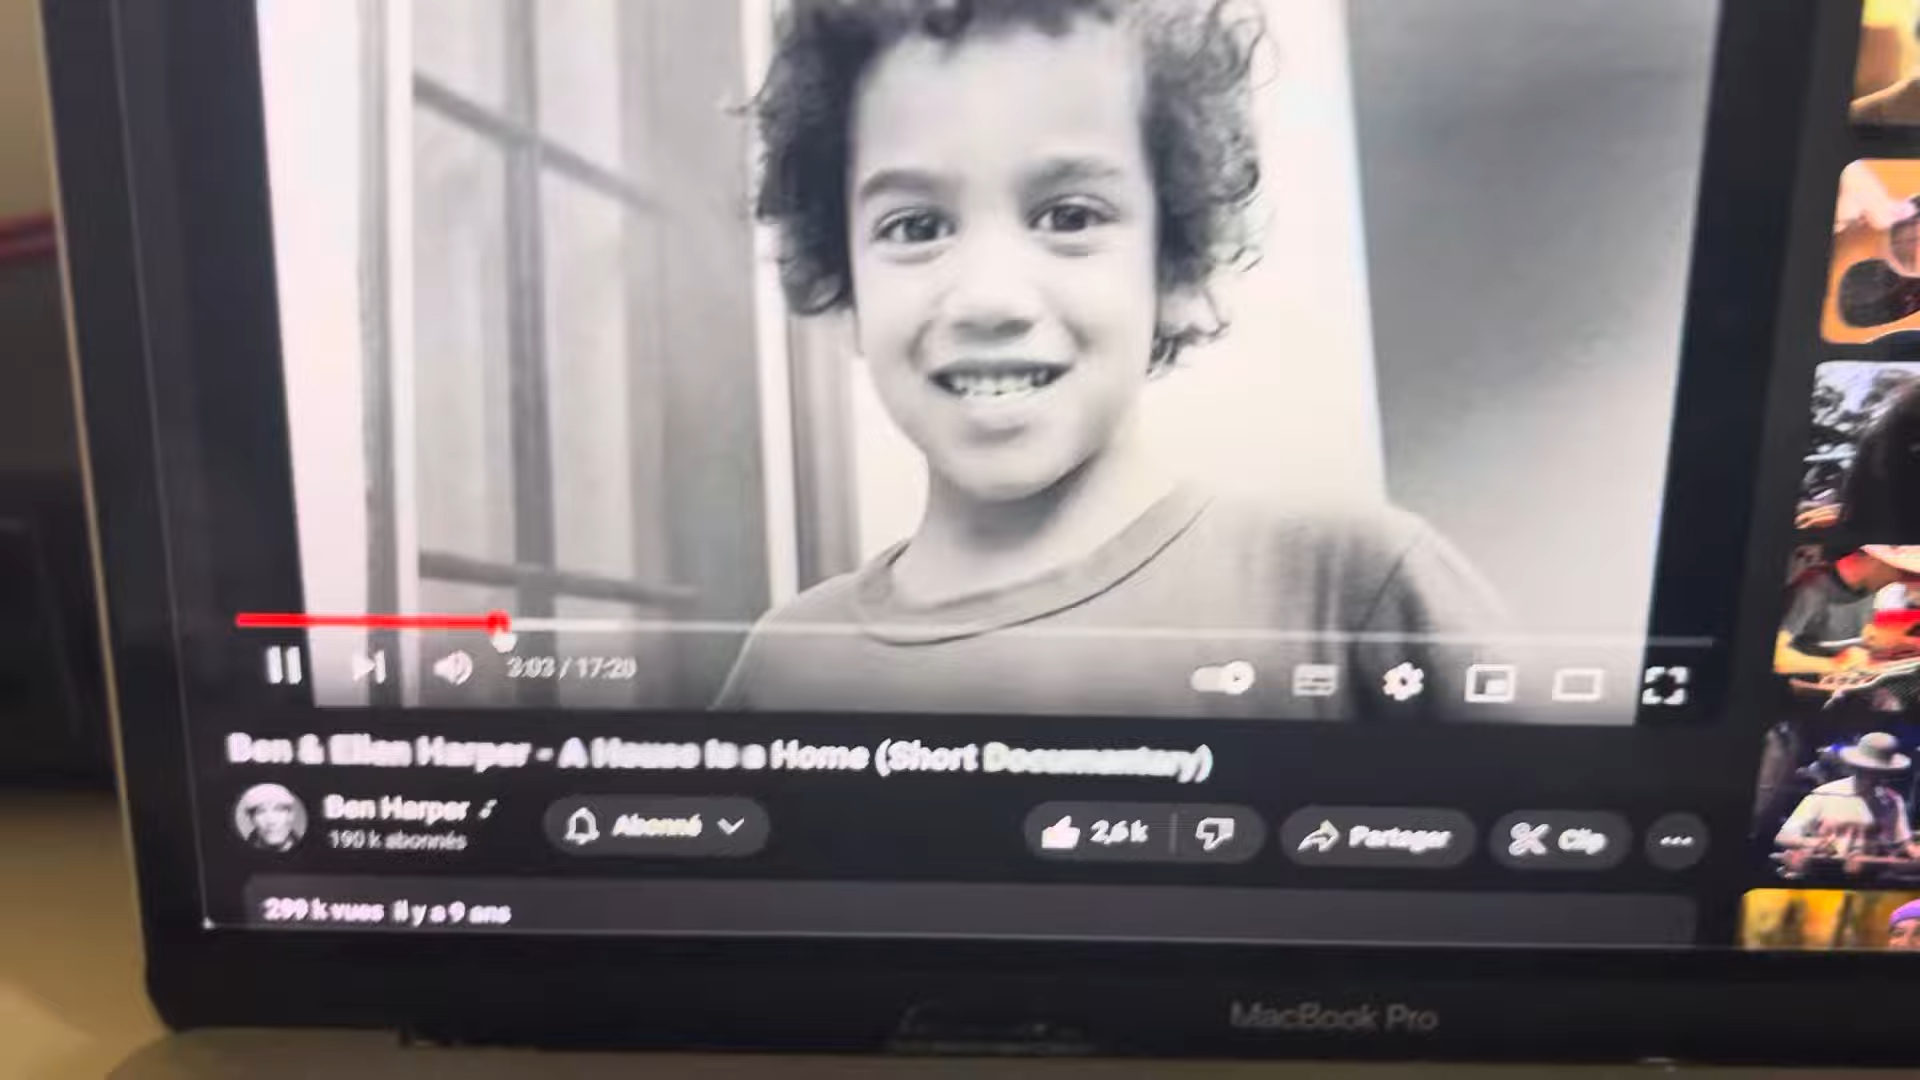 3:03 / 17:20
Ben & Ellen Harper - A House Is a Home (Short Documentary)
Ben Harper
190 k abonnés
Abonné
2,6 k
Partager
Clip
299 k vues il y a 9 ans
MacBook Pro